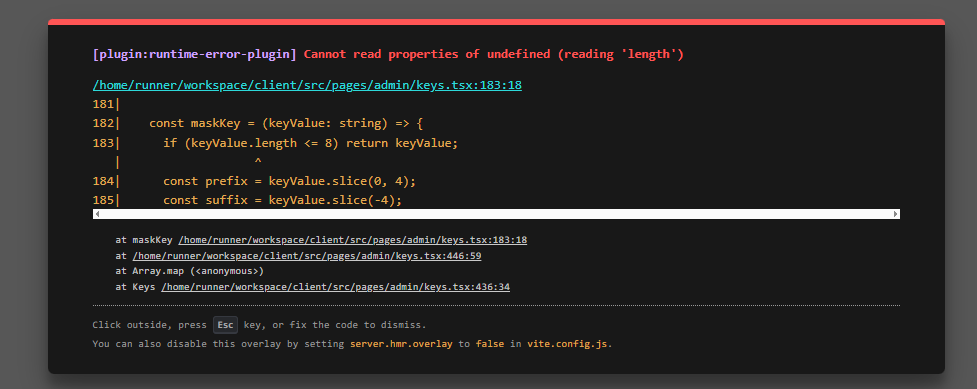 [plugin:runtime-error-plugin] Cannot read properties of undefined (reading 'length')
/home/runner/workspace/client/src/pages/admin/keys.tsx:183:18
181|
182|    const maskKey = (keyValue: string) => {
183|      if (keyValue.length <= 8) return keyValue;
   |                   ^
184|      const prefix = keyValue.slice(0, 4);
185|      const suffix = keyValue.slice(-4);
at maskKey /home/runner/workspace/client/src/pages/admin/keys.tsx:183:18
at /home/runner/workspace/client/src/pages/admin/keys.tsx:446:59
at Array.map (<anonymous>)
at Keys /home/runner/workspace/client/src/pages/admin/keys.tsx:436:34
Click outside, press Esc key, or fix the code to dismiss.
You can also disable this overlay by setting server.hmr.overlay to false in vite.config.js.